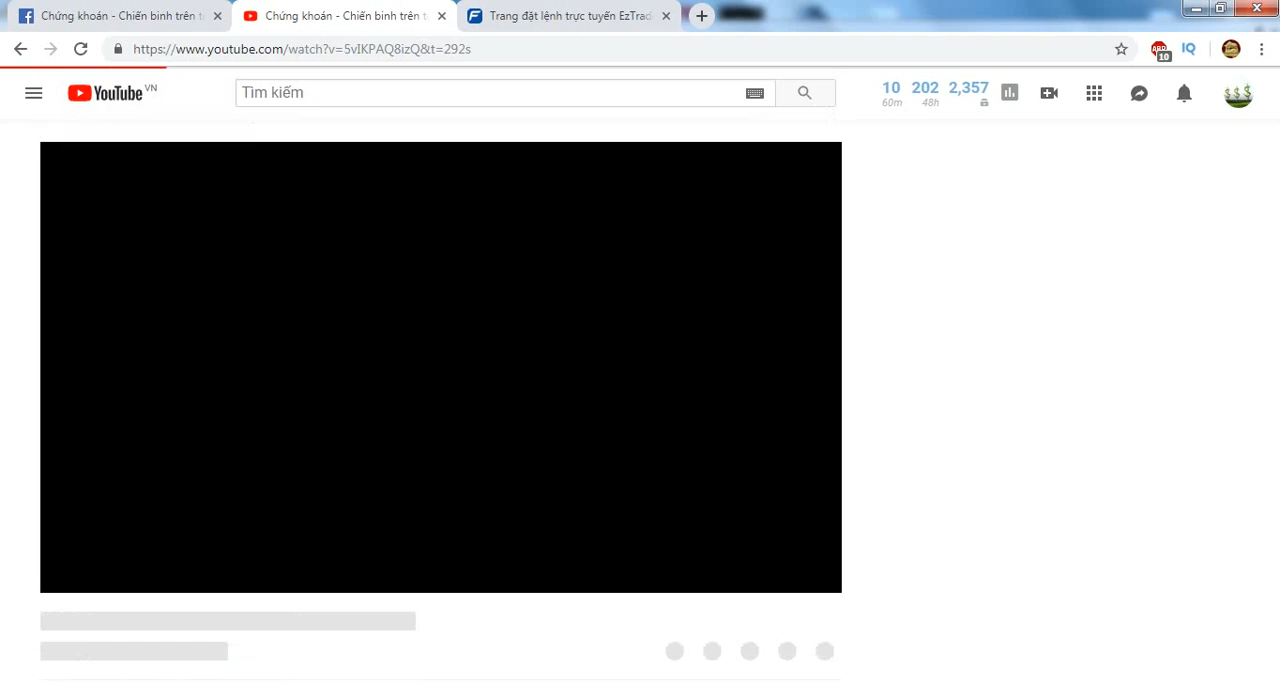 Chứng khoán - Chiến binh trên t
Chứng khoán - Chiến binh trên t
Trang đặt lệnh trực tuyến EzTrad
https://www.youtube.com/watch?v=5vIKPAQ8izQ&t=292s
10
IQ
YouTube VN
Tìm kiếm
10 202 2,357
60m 48h